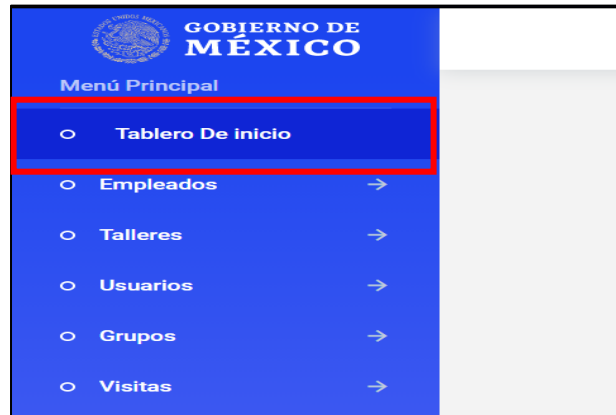 GOBIERNO DE
MÉXICO
Menú Principal
Tablero De inicio
Empleados
Talleres
Usuarios
Grupos
Visitas